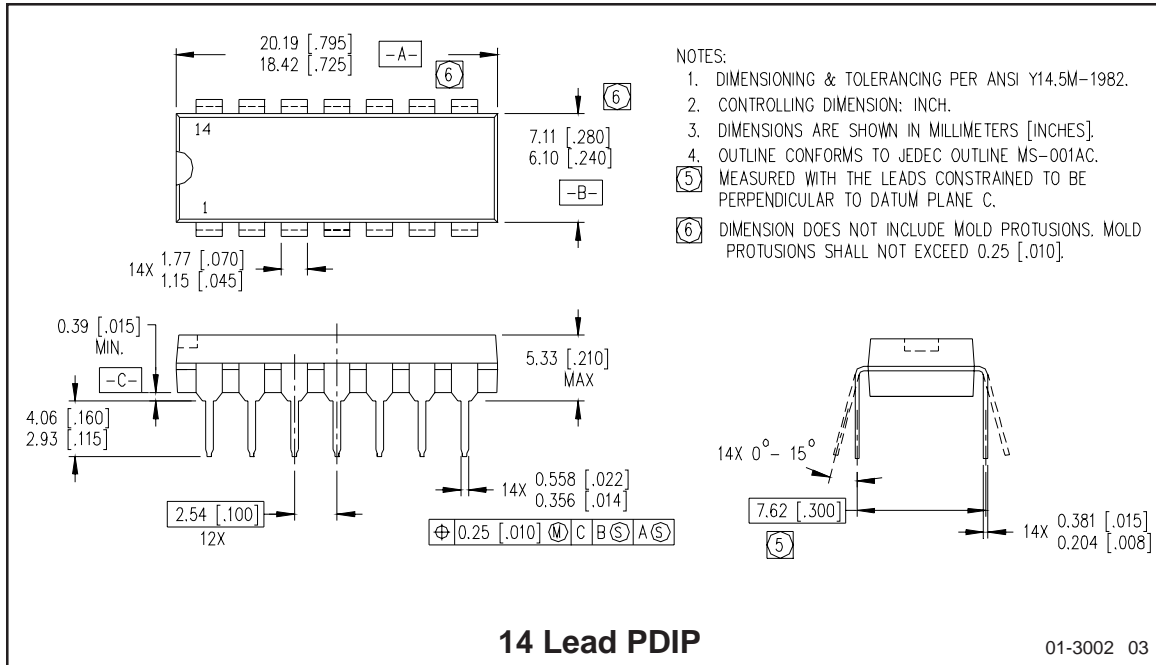 20.19 [.795]
18.42 [.725]
-A-
6
6
14
1
7.11 [.280]
6.10 [.240]
-B-
14X 1.77 [.070]
1.15 [.045]
NOTES:
1. DIMENSIONING & TOLERANCING PER ANSI Y14.5M-1982.
2. CONTROLLING DIMENSION: INCH.
3. DIMENSIONS ARE SHOWN IN MILLIMETERS [INCHES].
4. OUTLINE CONFORMS TO JEDEC OUTLINE MS-001AC.
5 MEASURED WITH THE LEADS CONSTRAINED TO BE
PERPENDICULAR TO DATUM PLANE C.
6 DIMENSION DOES NOT INCLUDE MOLD PROTUSIONS. MOLD
PROTUSIONS SHALL NOT EXCEED 0.25 [.010].
0.39 [.015]
MIN.
-C-
4.06 [.160]
2.93 [.115]
5.33 [.210]
MAX
2.54 [.100]
12X
14X 0.558 [.022]
0.356 [.014]
⌖ 0.25 [.010] Ⓜ C B Ⓢ A Ⓢ
14X 0°- 15°
7.62 [.300]
5
14X 0.381 [.015]
0.204 [.008]
14 Lead PDIP
01-3002 03